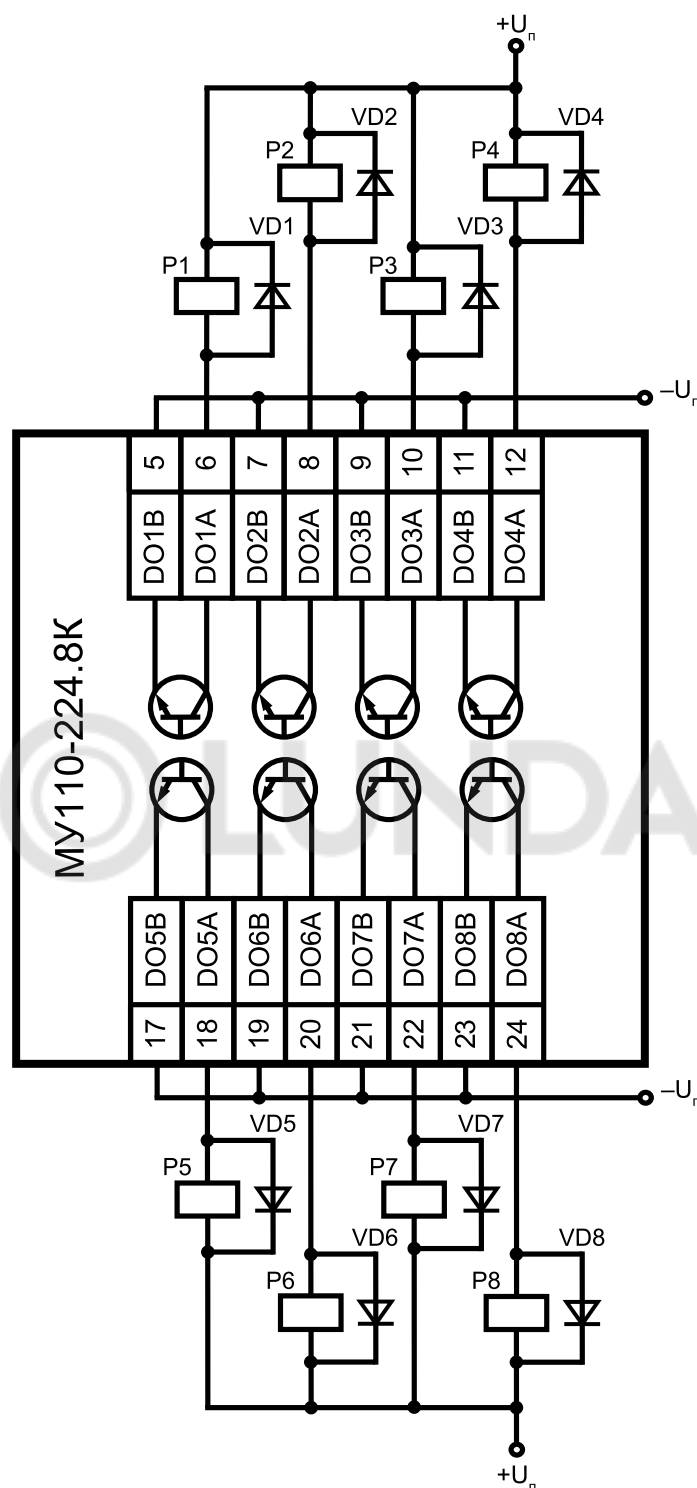 +Uп
VD2
VD4
P2
P4
VD1
VD3
P1
P3
–Uп
5 6 7 8 9 10 11 12
DO1B DO1A DO2B DO2A DO3B DO3A DO4B DO4A
МУ110-224.8К
LUNDA
DO5B DO5A DO6B DO6A DO7B DO7A DO8B DO8A
17 18 19 20 21 22 23 24
–Uп
VD5
VD7
P5
P7
VD6
VD8
P6
P8
+Uп